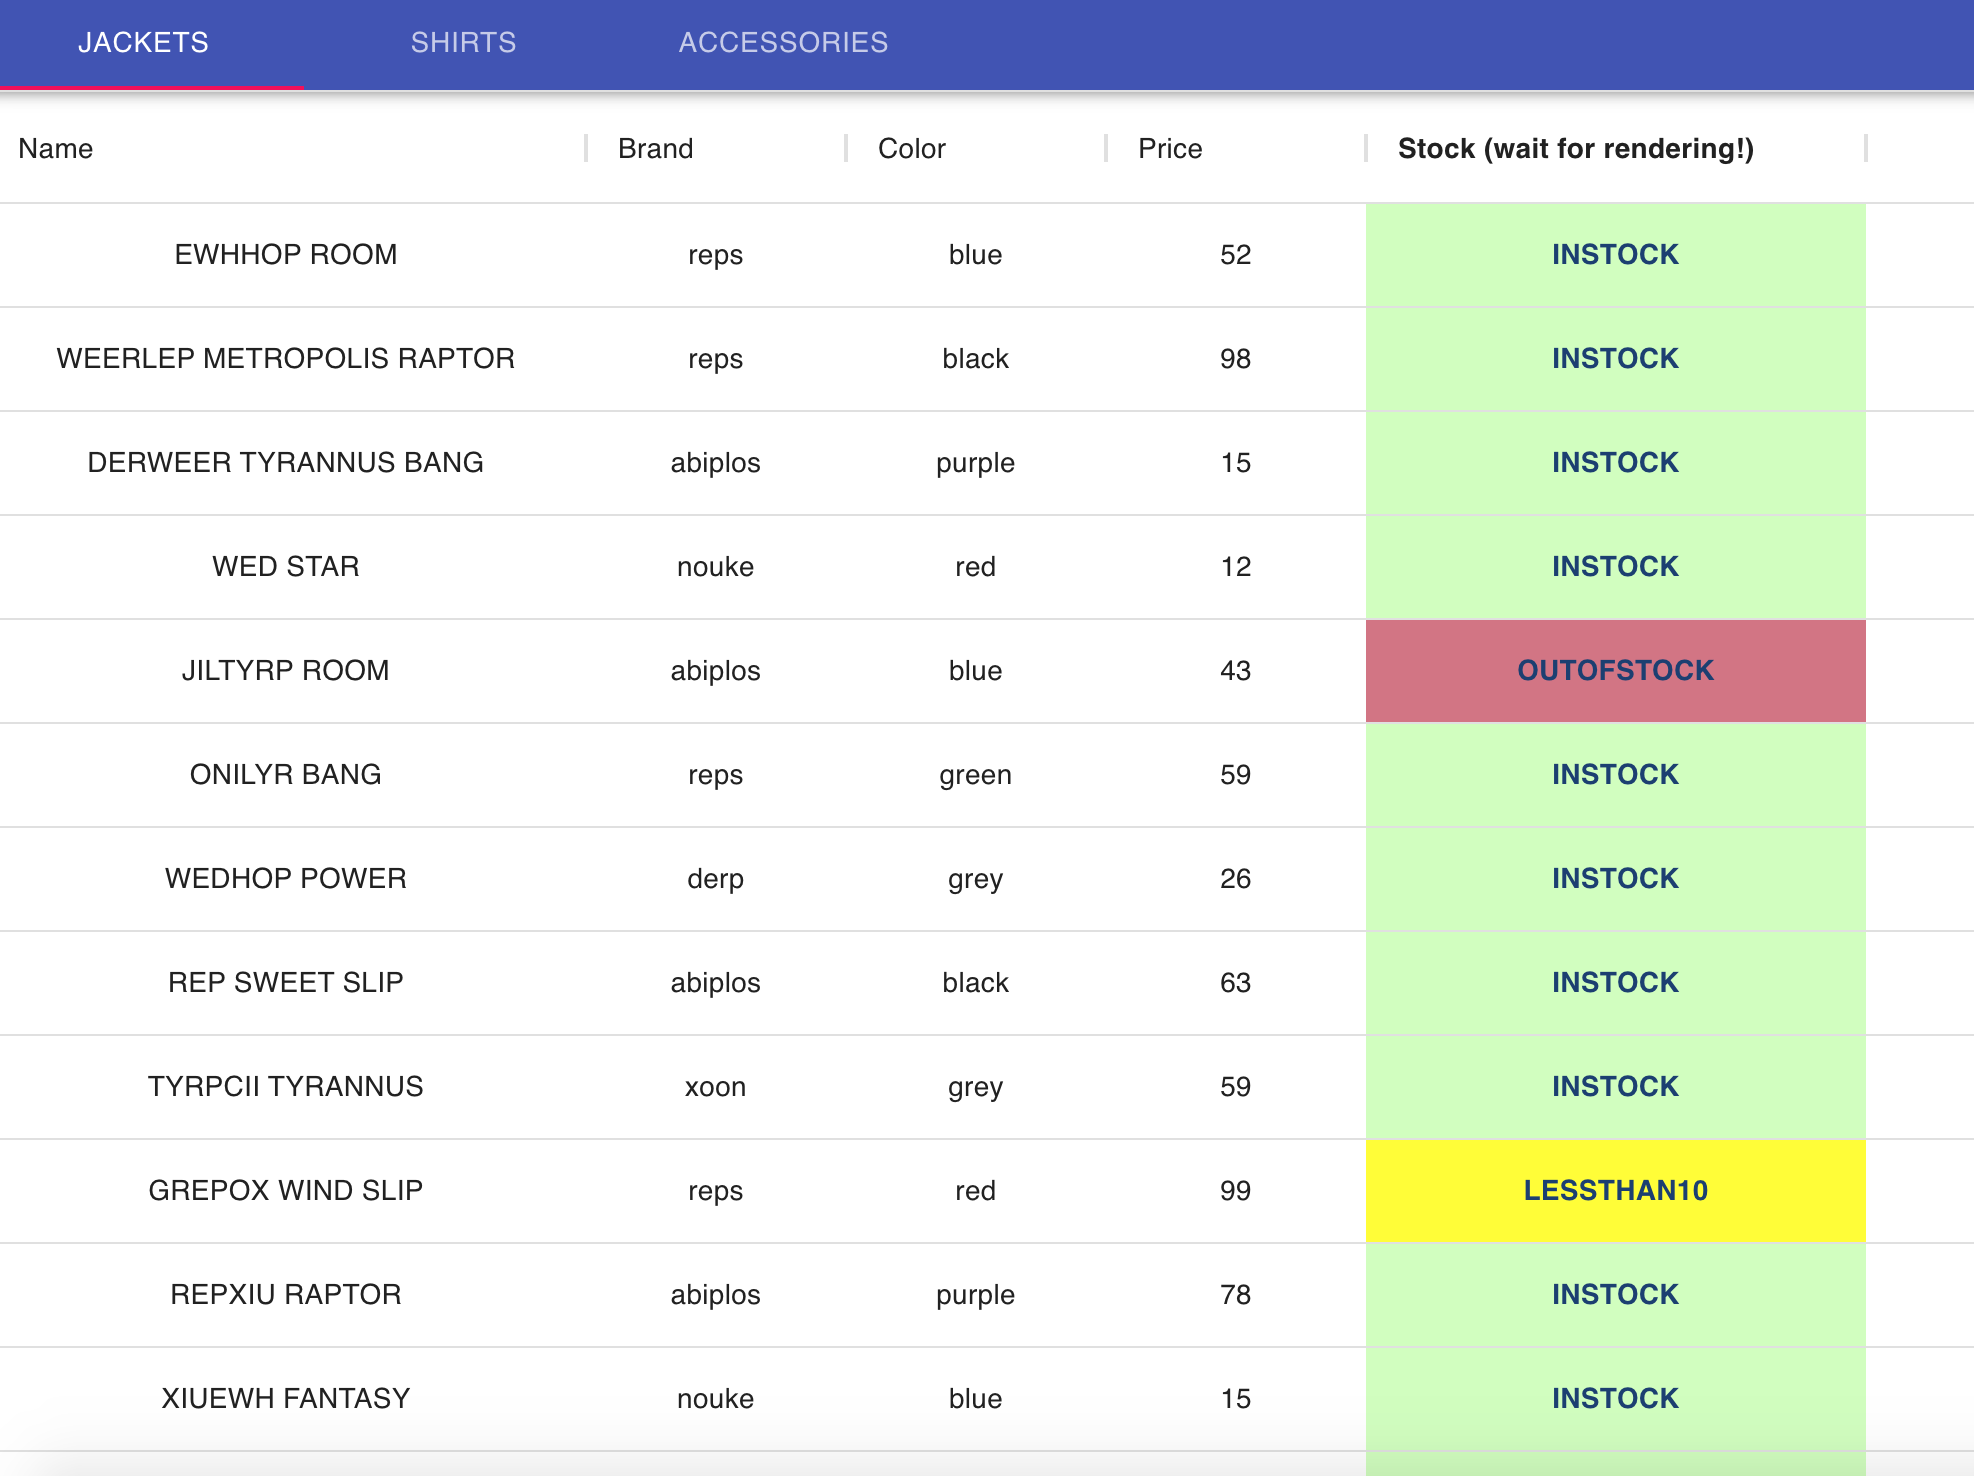 JACKETS SHIRTS ACCESSORIES
Name Brand Color Price Stock (wait for rendering!)
EWHHOP ROOM reps blue 52 INSTOCK
WEERLEP METROPOLIS RAPTOR reps black 98 INSTOCK
DERWEER TYRANNUS BANG abiplos purple 15 INSTOCK
WED STAR nouke red 12 INSTOCK
JILTYRP ROOM abiplos blue 43 OUTOFSTOCK
ONILYR BANG reps green 59 INSTOCK
WEDHOP POWER derp grey 26 INSTOCK
REP SWEET SLIP abiplos black 63 INSTOCK
TYRPCII TYRANNUS xoon grey 59 INSTOCK
GREPOX WIND SLIP reps red 99 LESSTHAN10
REPXIU RAPTOR abiplos purple 78 INSTOCK
XIUEWH FANTASY nouke blue 15 INSTOCK